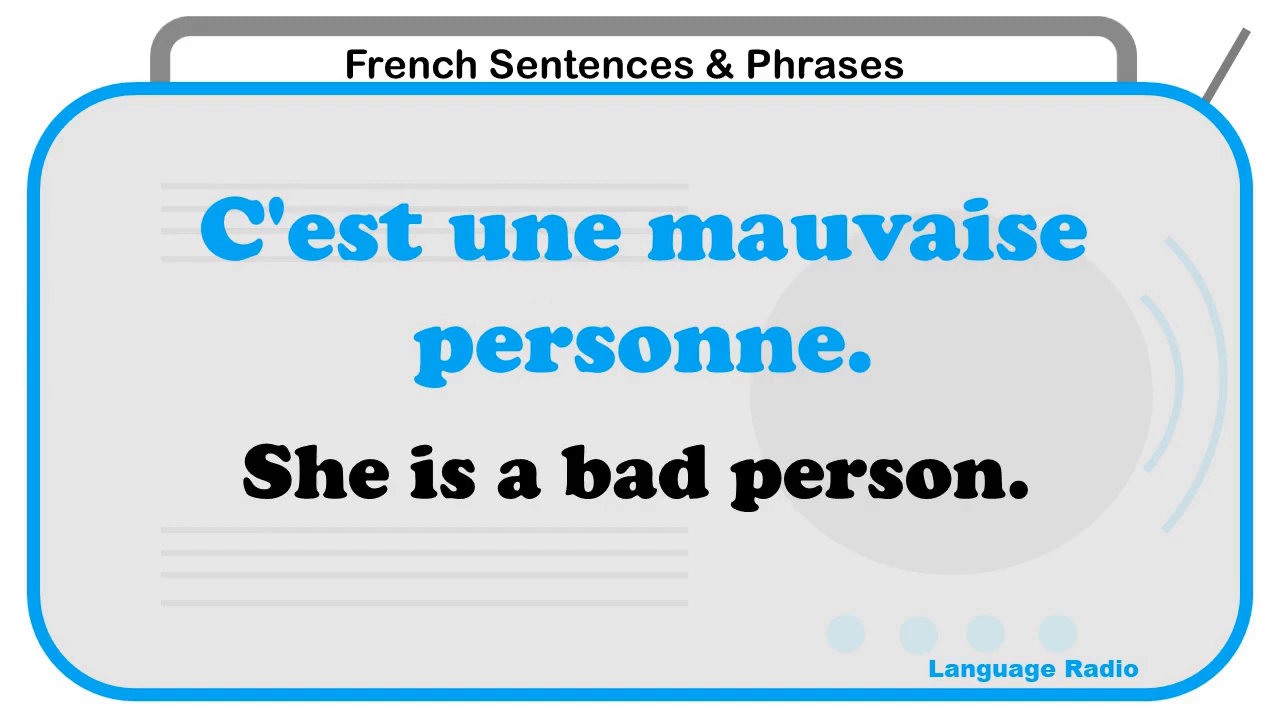 French Sentences & Phrases
C'est une mauvaise
personne.
She is a bad person.
Language Radio